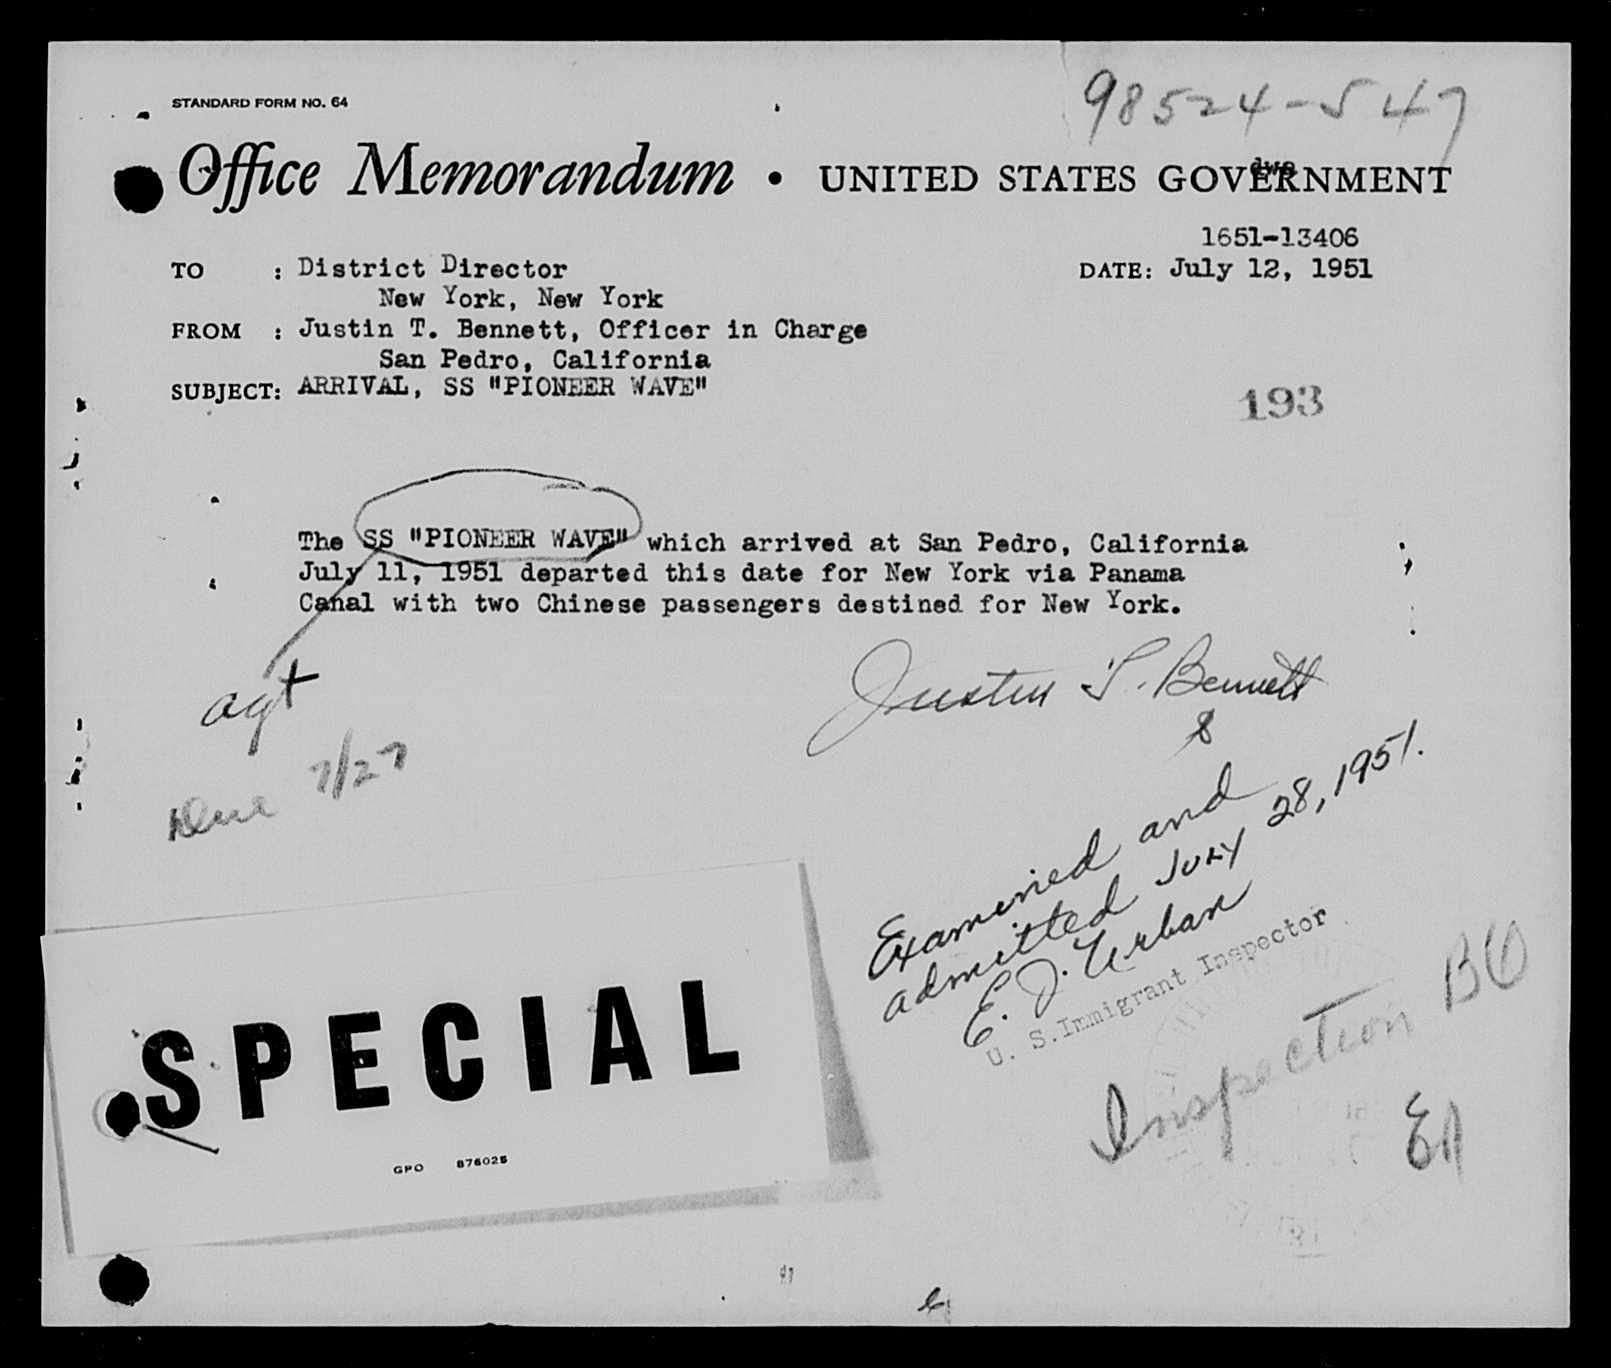 STANDARD FORM NO. 64
98524-547
Office Memorandum • UNITED STATES GOVERNMENT
dwe
1651-13406
TO : District Director
DATE: July 12, 1951
New York, New York
FROM : Justin T. Bennett, Officer in Charge
San Pedro, California
SUBJECT: ARRIVAL, SS "PIONEER WAVE"
193
The SS "PIONEER WAVE" which arrived at San Pedro, California
July 11, 1951 departed this date for New York via Panama
Canal with two Chinese passengers destined for New York.
Justin T. Bennett
agt
Due 7/27
Examined and
admitted July 28, 1951.
E. J. Urban
U. S. Immigrant Inspector
Inspection
SPECIAL
GPO 876025